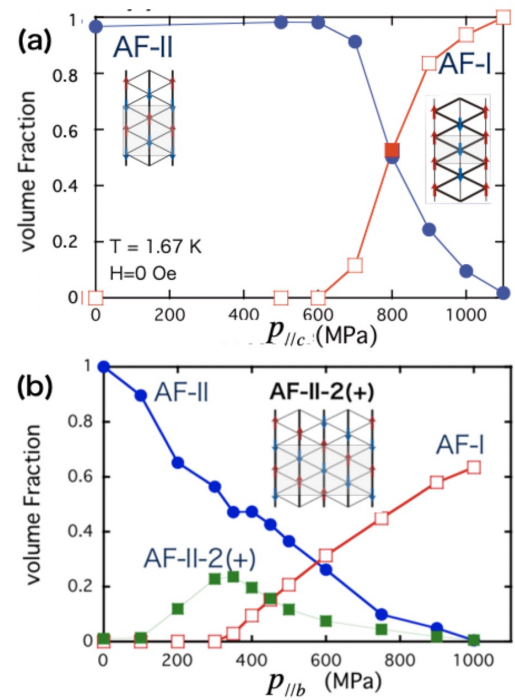 (a)
AF-II
AF-I
volume Fraction
1
0.8
0.6
0.4
0.2
0
T = 1.67 K
H=0 Oe
0 200 400 600 800 1000
p//c (MPa)
(b)
AF-II
AF-II-2(+)
AF-I
AF-II-2(+)
volume Fraction
1
0.8
0.6
0.4
0.2
0
0 200 400 600 800 1000
p//b (MPa)